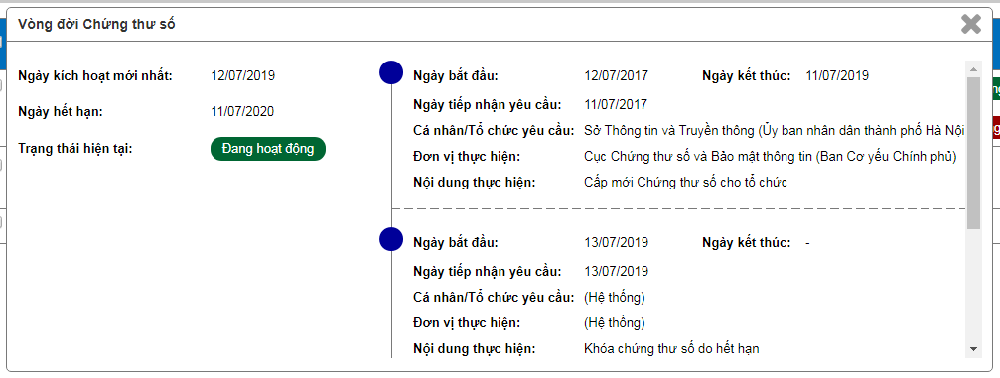 Vòng đời Chứng thư số
Ngày kích hoạt mới nhất: 12/07/2019
Ngày hết hạn: 11/07/2020
Trạng thái hiện tại: Đang hoạt động
Ngày bắt đầu: 12/07/2017 Ngày kết thúc: 11/07/2019
Ngày tiếp nhận yêu cầu: 11/07/2017
Cá nhân/Tổ chức yêu cầu: Sở Thông tin và Truyền thông (Ủy ban nhân dân thành phố Hà Nội
Đơn vị thực hiện: Cục Chứng thư số và Bảo mật thông tin (Ban Cơ yếu Chính phủ)
Nội dung thực hiện: Cấp mới Chứng thư số cho tổ chức
Ngày bắt đầu: 13/07/2019 Ngày kết thúc: -
Ngày tiếp nhận yêu cầu: 13/07/2019
Cá nhân/Tổ chức yêu cầu: (Hệ thống)
Đơn vị thực hiện: (Hệ thống)
Nội dung thực hiện: Khóa chứng thư số do hết hạn